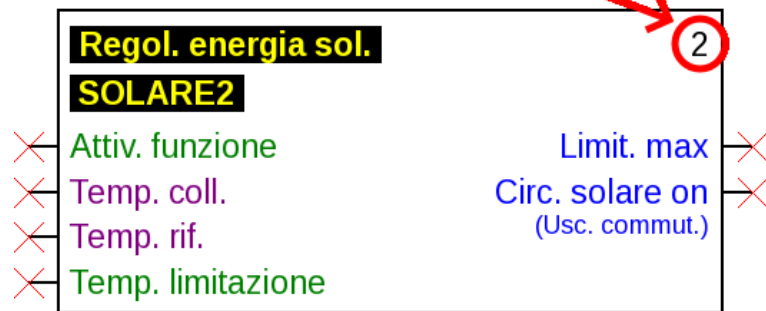 Regol. energia sol.
2
SOLARE2
Attiv. funzione
Limit. max
Temp. coll.
Circ. solare on
(Usc. commut.)
Temp. rif.
Temp. limitazione